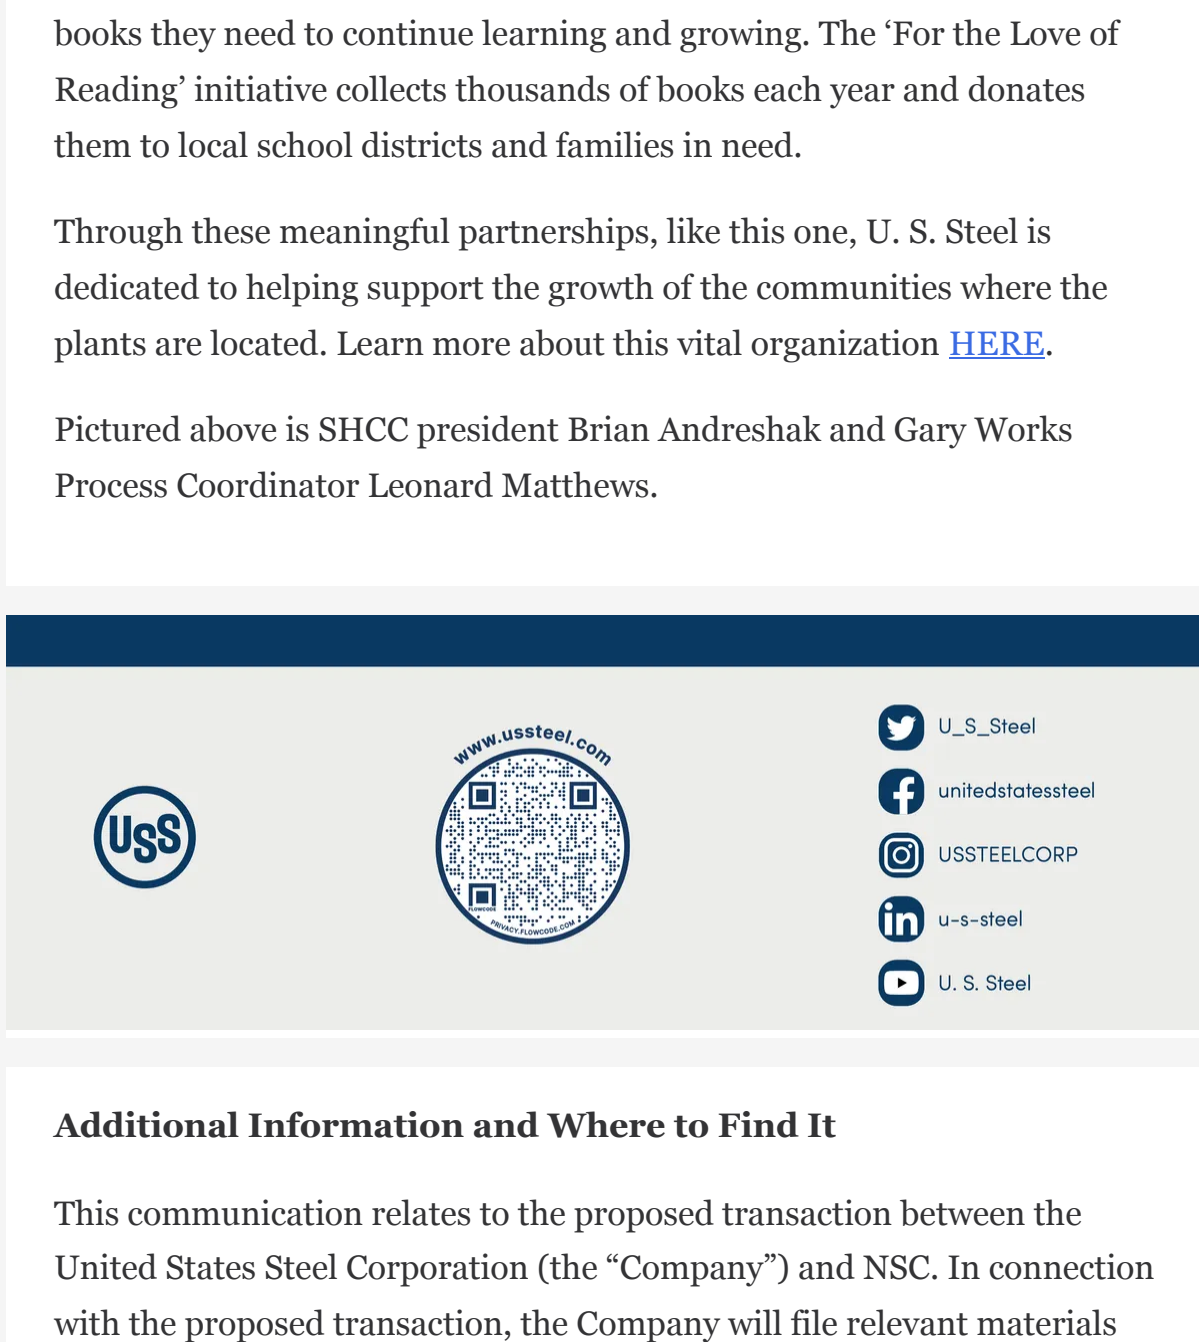 books they need to continue learning and growing. The ‘For the Love of
Reading’ initiative collects thousands of books each year and donates
them to local school districts and families in need.
Through these meaningful partnerships, like this one, U. S. Steel is
dedicated to helping support the growth of the communities where the
plants are located. Learn more about this vital organization HERE.
Pictured above is SHCC president Brian Andreshak and Gary Works
Process Coordinator Leonard Matthews.
USS
www.ussteel.com
FLOWCODE
PRIVACY.FLOWCODE.COM
U_S_Steel
unitedstatessteel
USSTEELCORP
u-s-steel
U. S. Steel
Additional Information and Where to Find It
This communication relates to the proposed transaction between the
United States Steel Corporation (the “Company”) and NSC. In connection
with the proposed transaction, the Company will file relevant materials